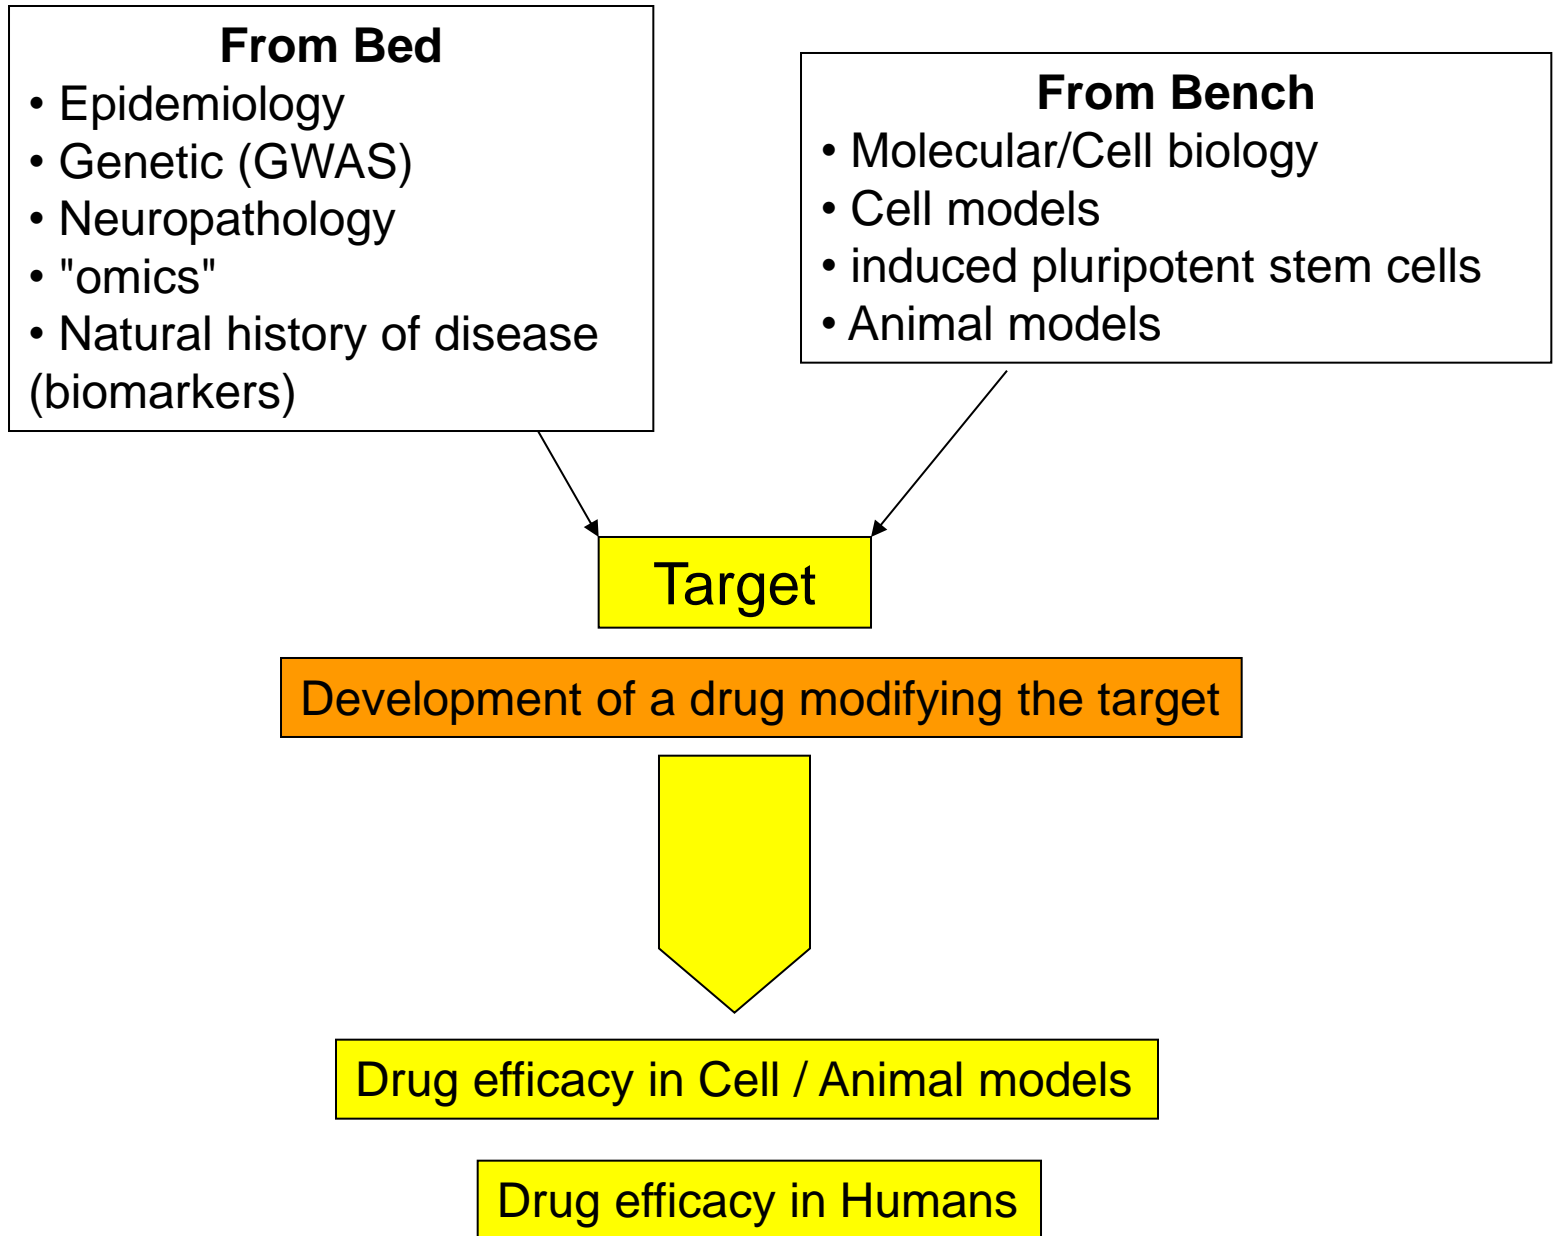 From Bed
• Epidemiology
• Genetic (GWAS)
• Neuropathology
• "omics"
• Natural history of disease
(biomarkers)
From Bench
• Molecular/Cell biology
• Cell models
• induced pluripotent stem cells
• Animal models
Target
Development of a drug modifying the target
Drug efficacy in Cell / Animal models
Drug efficacy in Humans